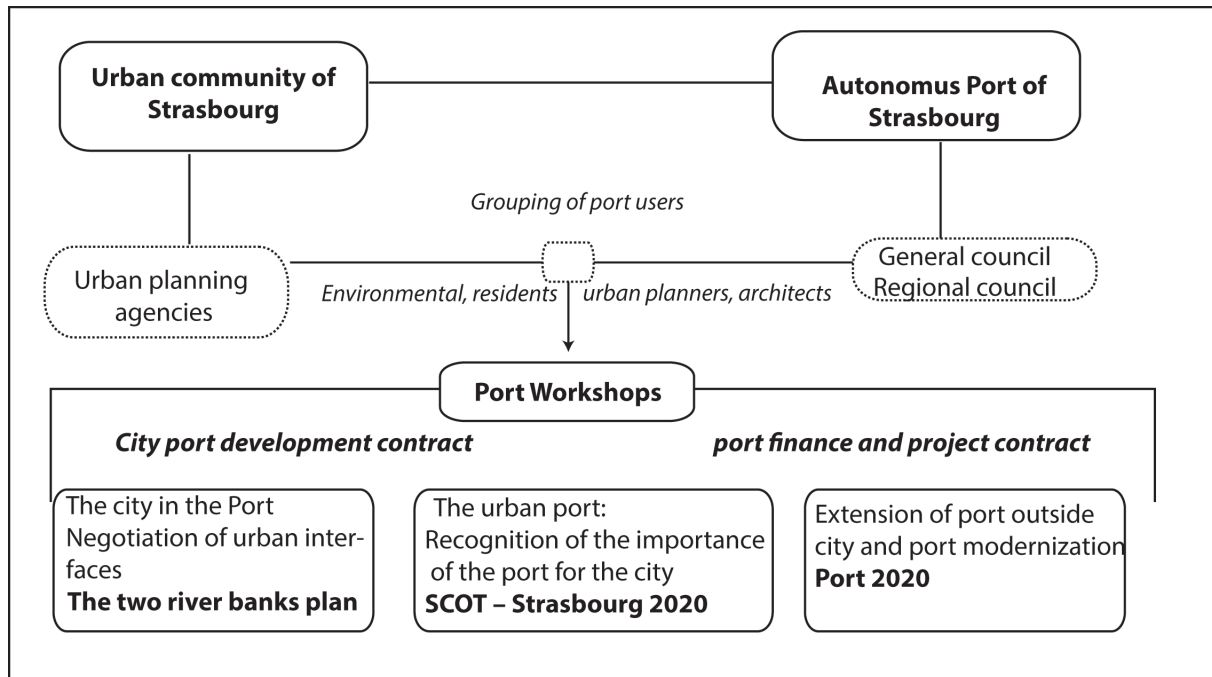 Urban community of
Strasbourg
Autonomus Port of
Strasbourg
Grouping of port users
Urban planning
agencies
General council
Regional council
Environmental, residents
urban planners, architects
Port Workshops
City port development contract
port finance and project contract
The city in the Port
Negotiation of urban inter-
faces
The two river banks plan
The urban port:
Recognition of the importance
of the port for the city
SCOT – Strasbourg 2020
Extension of port outside
city and port modernization
Port 2020